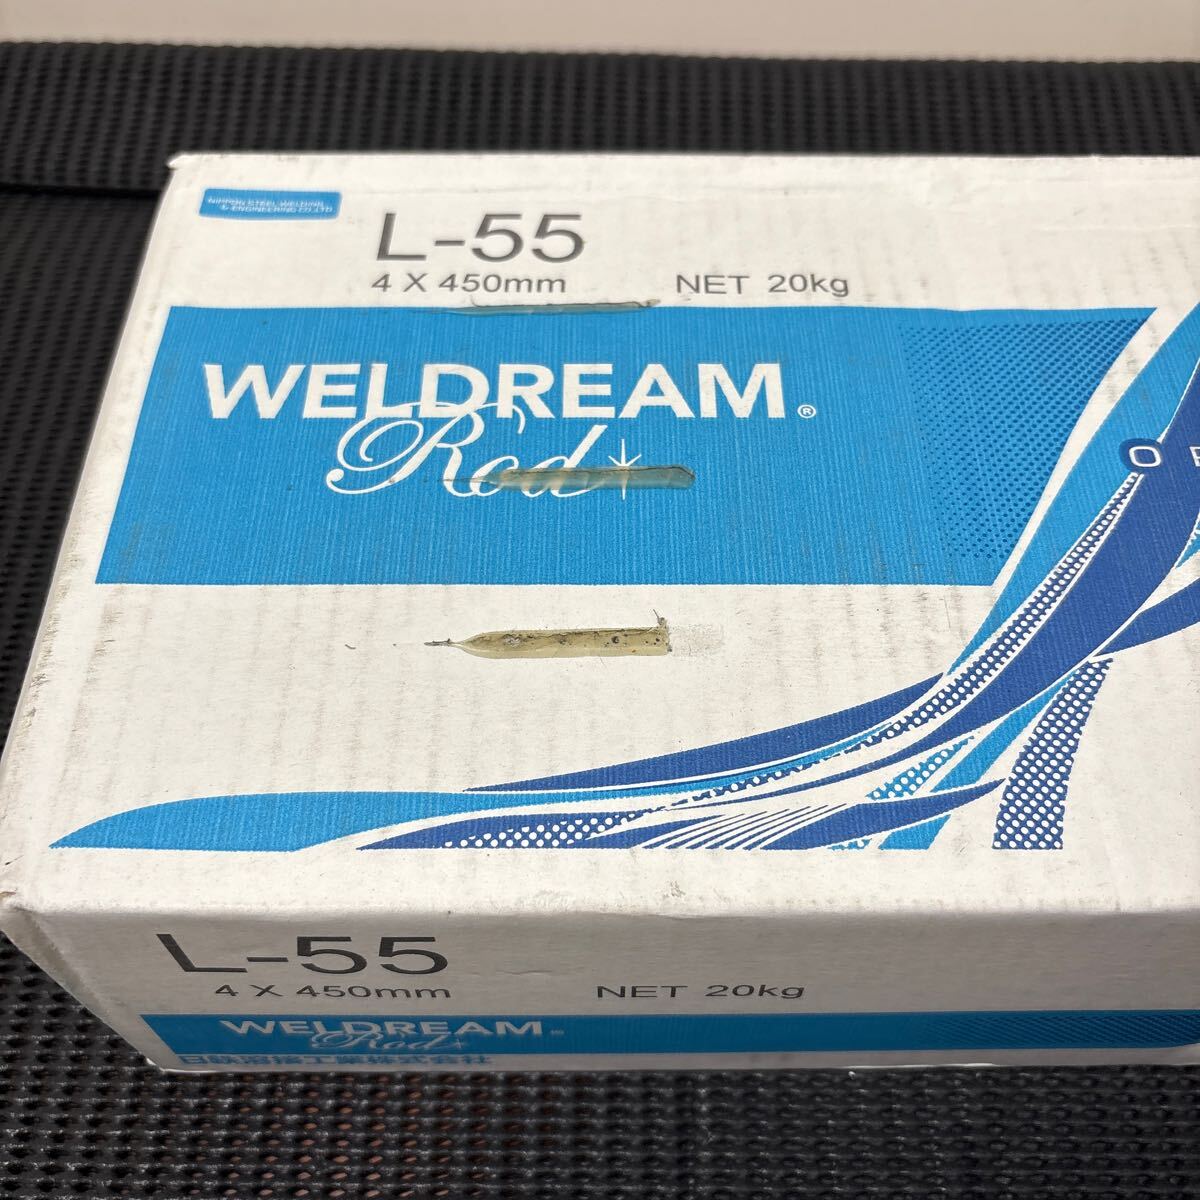 NIPPON STEEL WELDING
& ENGINEERING CO.,LTD.
L-55
4 X 450mm NET 20kg
WELDREAM®
Rod
O
L-55
4 X 450mm NET 20kg
WELDREAM®
Rod
日鉄溶接工業株式会社